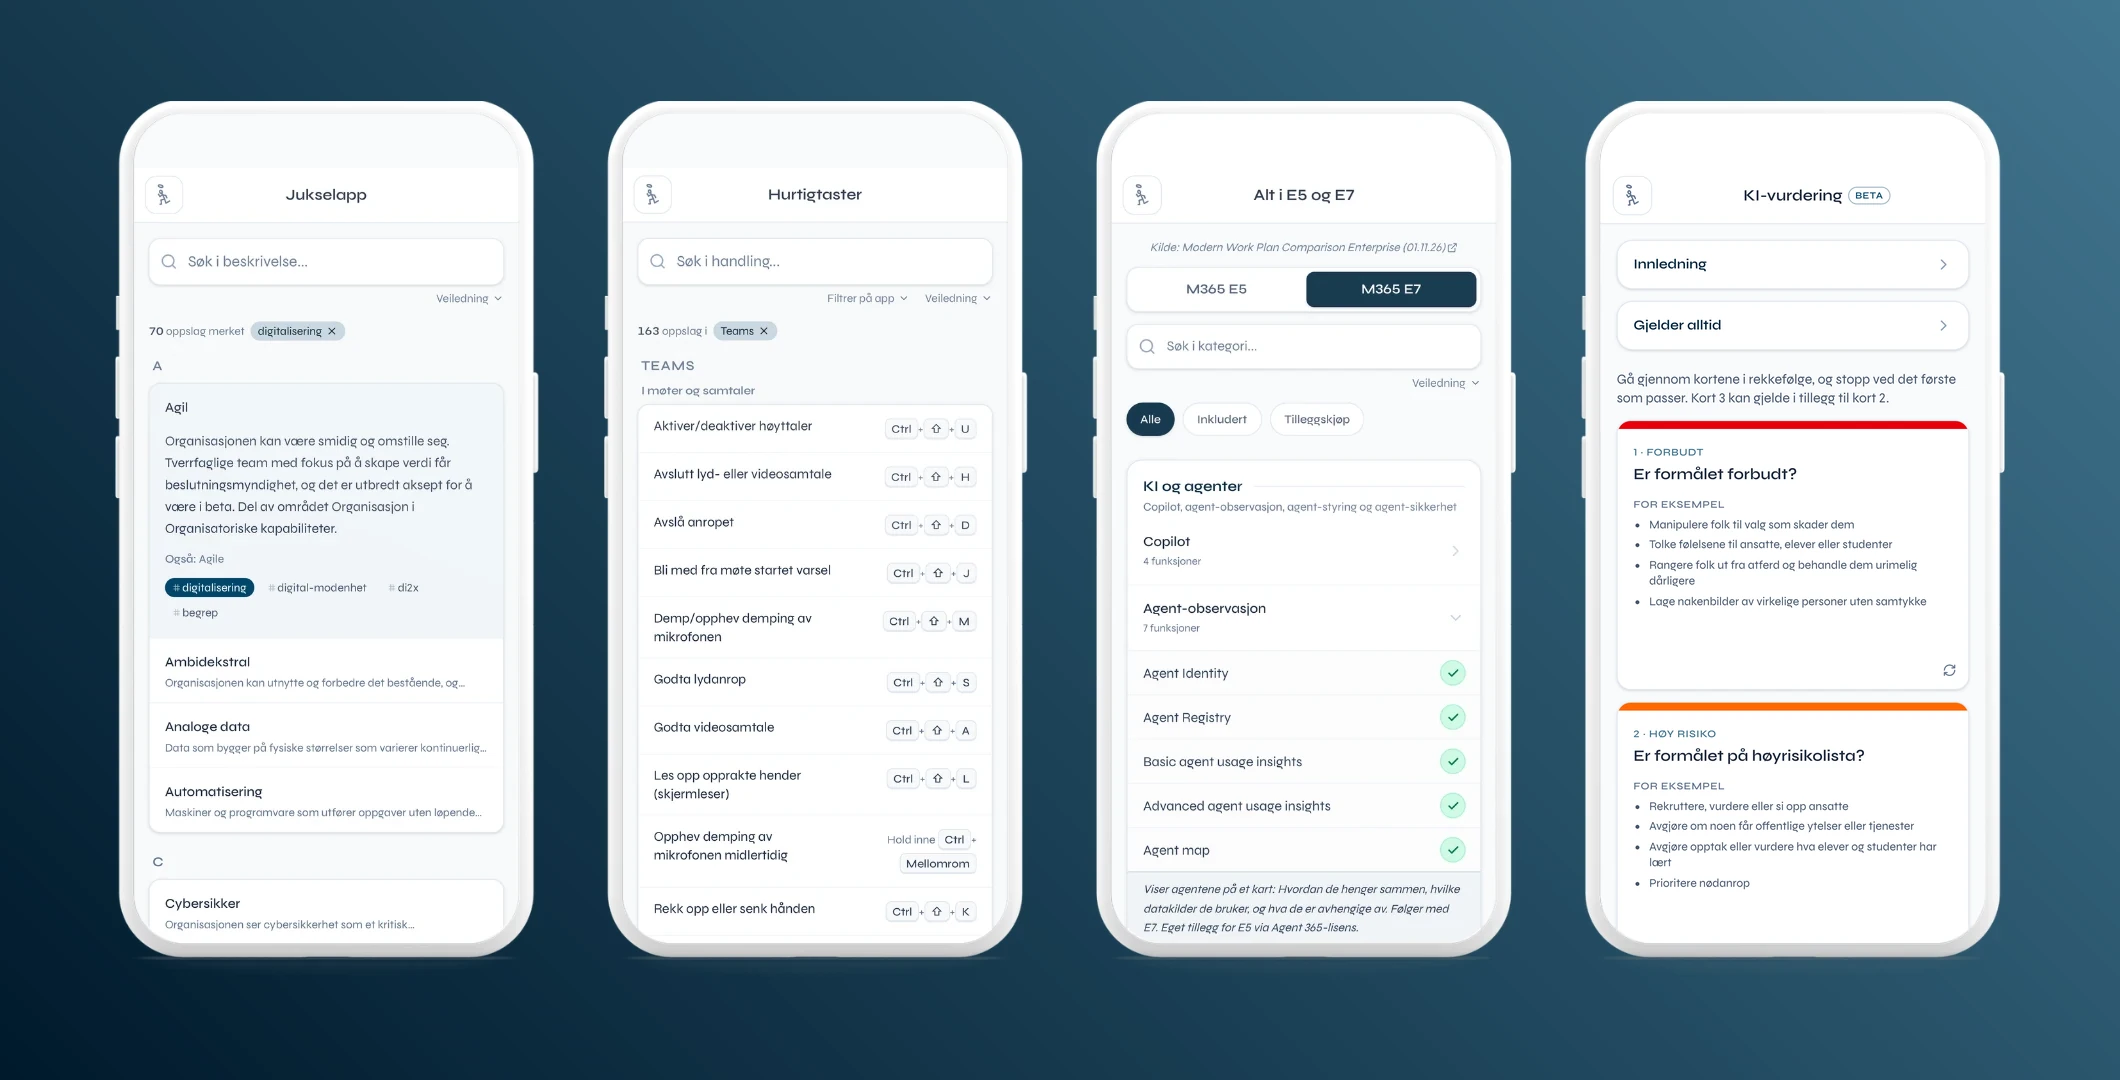 Jukselapp
Søk i beskrivelse...
Veiledning
70 oppslag merket digitalisering ×
A
Agil
Organisasjonen kan være smidig og omstille seg.
Tverrfaglige team med fokus på å skape verdi får
beslutningsmyndighet, og det er utbredt aksept for å
være i beta. Del av området Organisasjon i
Organisatoriske kapabiliteter.
Også: Agile
# digitalisering # digital-modenhet # di2x
# begrep
Ambidekstral
Organisasjonen kan utnytte og forbedre det bestående, og...
Analoge data
Data som bygger på fysiske størrelser som varierer kontinuerlig...
Automatisering
Maskiner og programvare som utfører oppgaver uten løpende...
C
Cybersikker
Organisasjonen ser cybersikkerhet som et kritisk...
Hurtigtaster
Søk i handling...
Filtrer på app Veiledning
163 oppslag i Teams ×
TEAMS
I møter og samtaler
Aktiver/deaktiver høyttaler Ctrl + ⇧ + U
Avslutt lyd- eller videosamtale Ctrl + ⇧ + H
Avslå anropet Ctrl + ⇧ + D
Bli med fra møte startet varsel Ctrl + ⇧ + J
Demp/opphev demping av Ctrl + ⇧ + M
mikrofonen
Godta lydanrop Ctrl + ⇧ + S
Godta videosamtale Ctrl + ⇧ + A
Les opp opprakte hender Ctrl + ⇧ + L
(skjermleser)
Opphev demping av Hold inne Ctrl +
mikrofonen midlertidig Mellomrom
Rekk opp eller senk hånden Ctrl + ⇧ + K
Alt i E5 og E7
Kilde: Modern Work Plan Comparison Enterprise (01.11.26)
M365 E5 M365 E7
Søk i kategori...
Veiledning
Alle Inkludert Tilleggskjøp
KI og agenter
Copilot, agent-observasjon, agent-styring og agent-sikkerhet
Copilot
4 funksjoner
Agent-observasjon
7 funksjoner
Agent Identity
Agent Registry
Basic agent usage insights
Advanced agent usage insights
Agent map
Viser agentene på et kart: Hvordan de henger sammen, hvilke
datakilder de bruker, og hva de er avhengige av. Følger med
E7. Eget tillegg for E5 via Agent 365-lisens.
KI-vurdering BETA
Innledning
Gjelder alltid
Gå gjennom kortene i rekkefølge, og stopp ved det første
som passer. Kort 3 kan gjelde i tillegg til kort 2.
1 · FORBUDT
Er formålet forbudt?
FOR EKSEMPEL
• Manipulere folk til valg som skader dem
• Tolke følelsene til ansatte, elever eller studenter
• Rangere folk ut fra atferd og behandle dem urimelig
dårligere
• Lage nakenbilder av virkelige personer uten samtykke
2 · HØY RISIKO
Er formålet på høyrisikolista?
FOR EKSEMPEL
• Rekruttere, vurdere eller si opp ansatte
• Avgjøre om noen får offentlige ytelser eller tjenester
• Avgjøre opptak eller vurdere hva elever og studenter har
lært
• Prioritere nødanrop